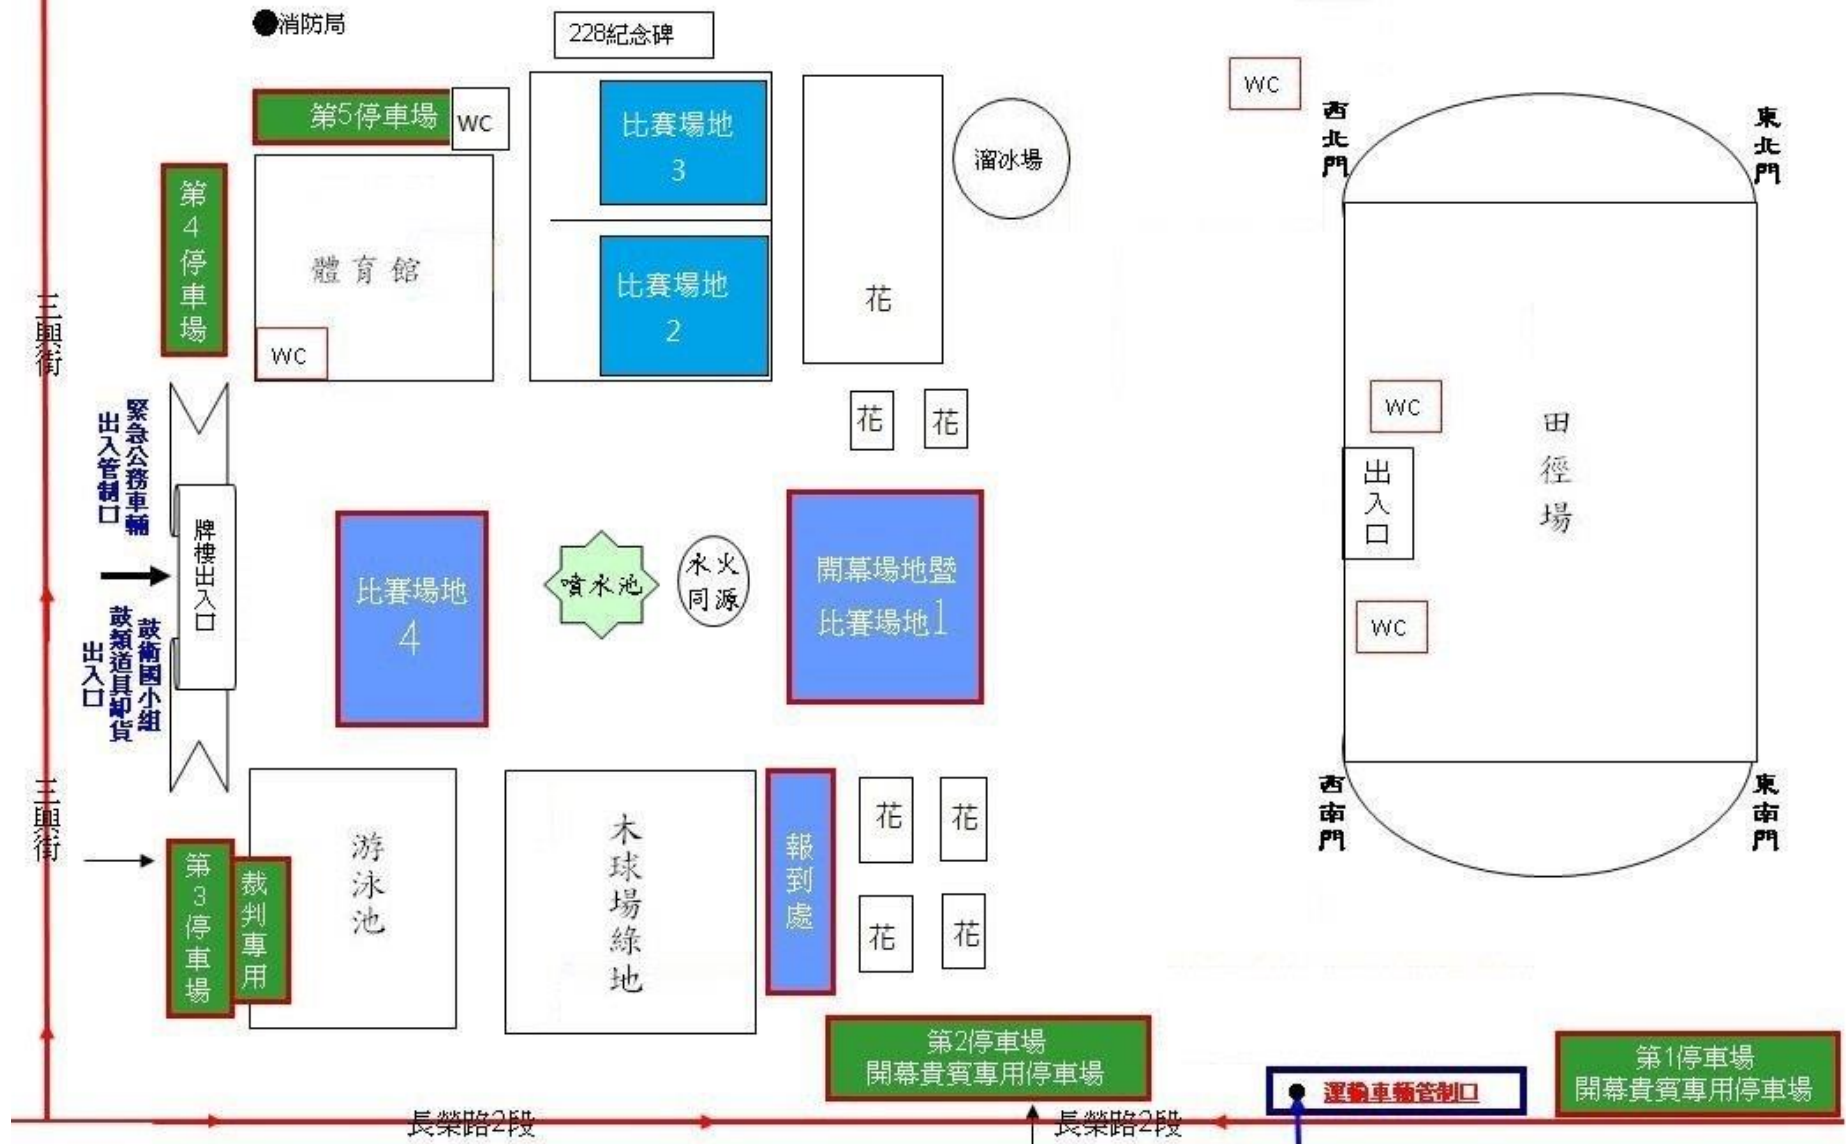 消防局
228紀念碑
第5停車場
WC
比賽場地
3
溜冰場
WC
西北門
東北門
第4停車場
體育館
比賽場地
2
花
三興街
WC
花
花
WC
田徑場
緊急公務車輛
出入管制口
牌樓出入口
比賽場地
4
噴水池
水火
同源
開幕場地暨
比賽場地1
出入口
WC
鼓術國小組
鼓類道具卸貨
出入口
三興街
第3停車場
裁判專用
游泳池
木球場綠地
報到處
花
花
花
花
西南門
東南門
第2停車場
開幕貴賓專用停車場
運輸車輛管制口
第1停車場
開幕貴賓專用停車場
長榮路2段
長榮路2段